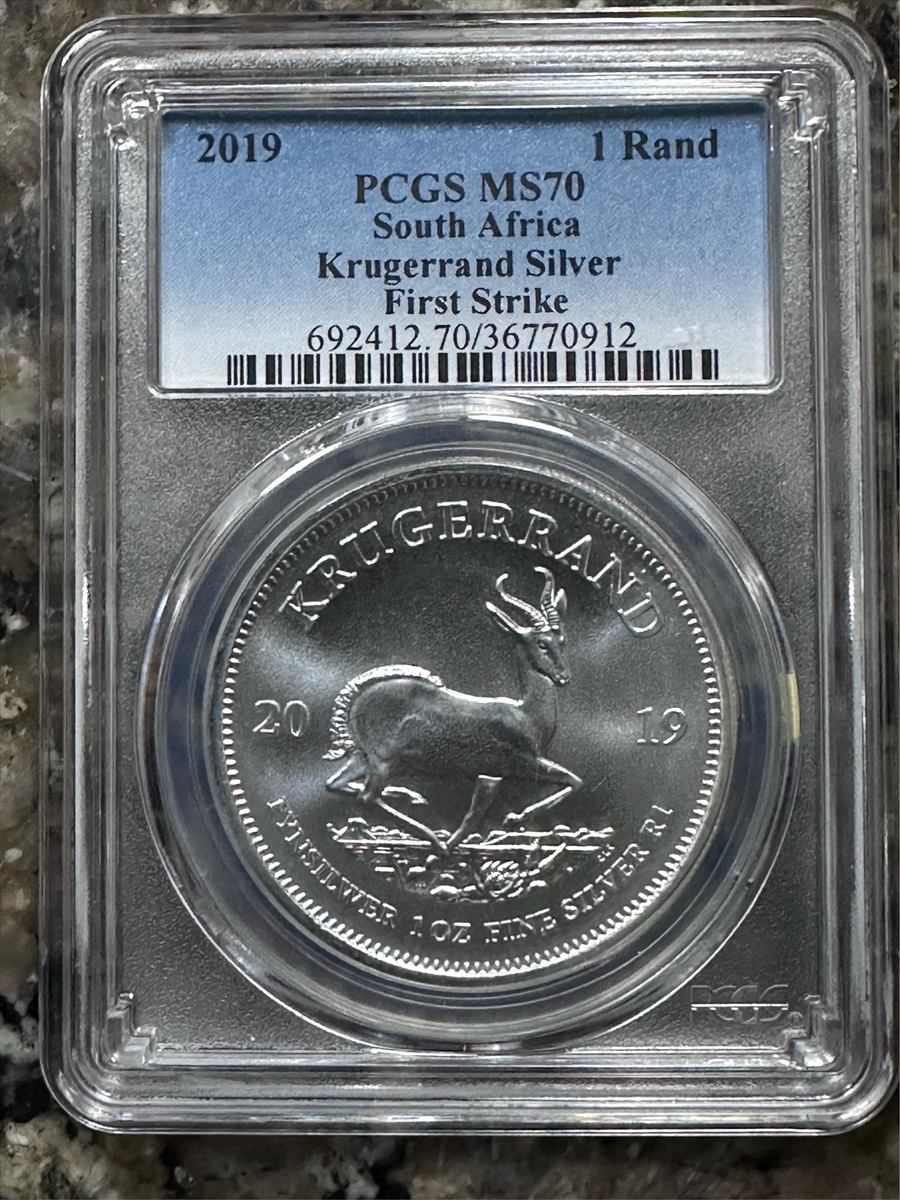 2019 1 Rand
PCGS MS70
South Africa
Krugerrand Silver
First Strike
692412.70/36770912
KRUGERRAND
20 19
FYNSILWER 1 OZ FINE SILVER R1
PCGS